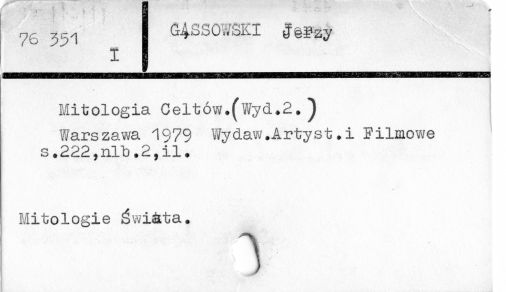 76 351
I
GĄSSOWSKI Jerzy
Mitologia Celtów.(Wyd.2.)
Warszawa 1979 Wydaw.Artyst.i Filmowe
s.222,nlb.2,il.
Mitologie Świata.